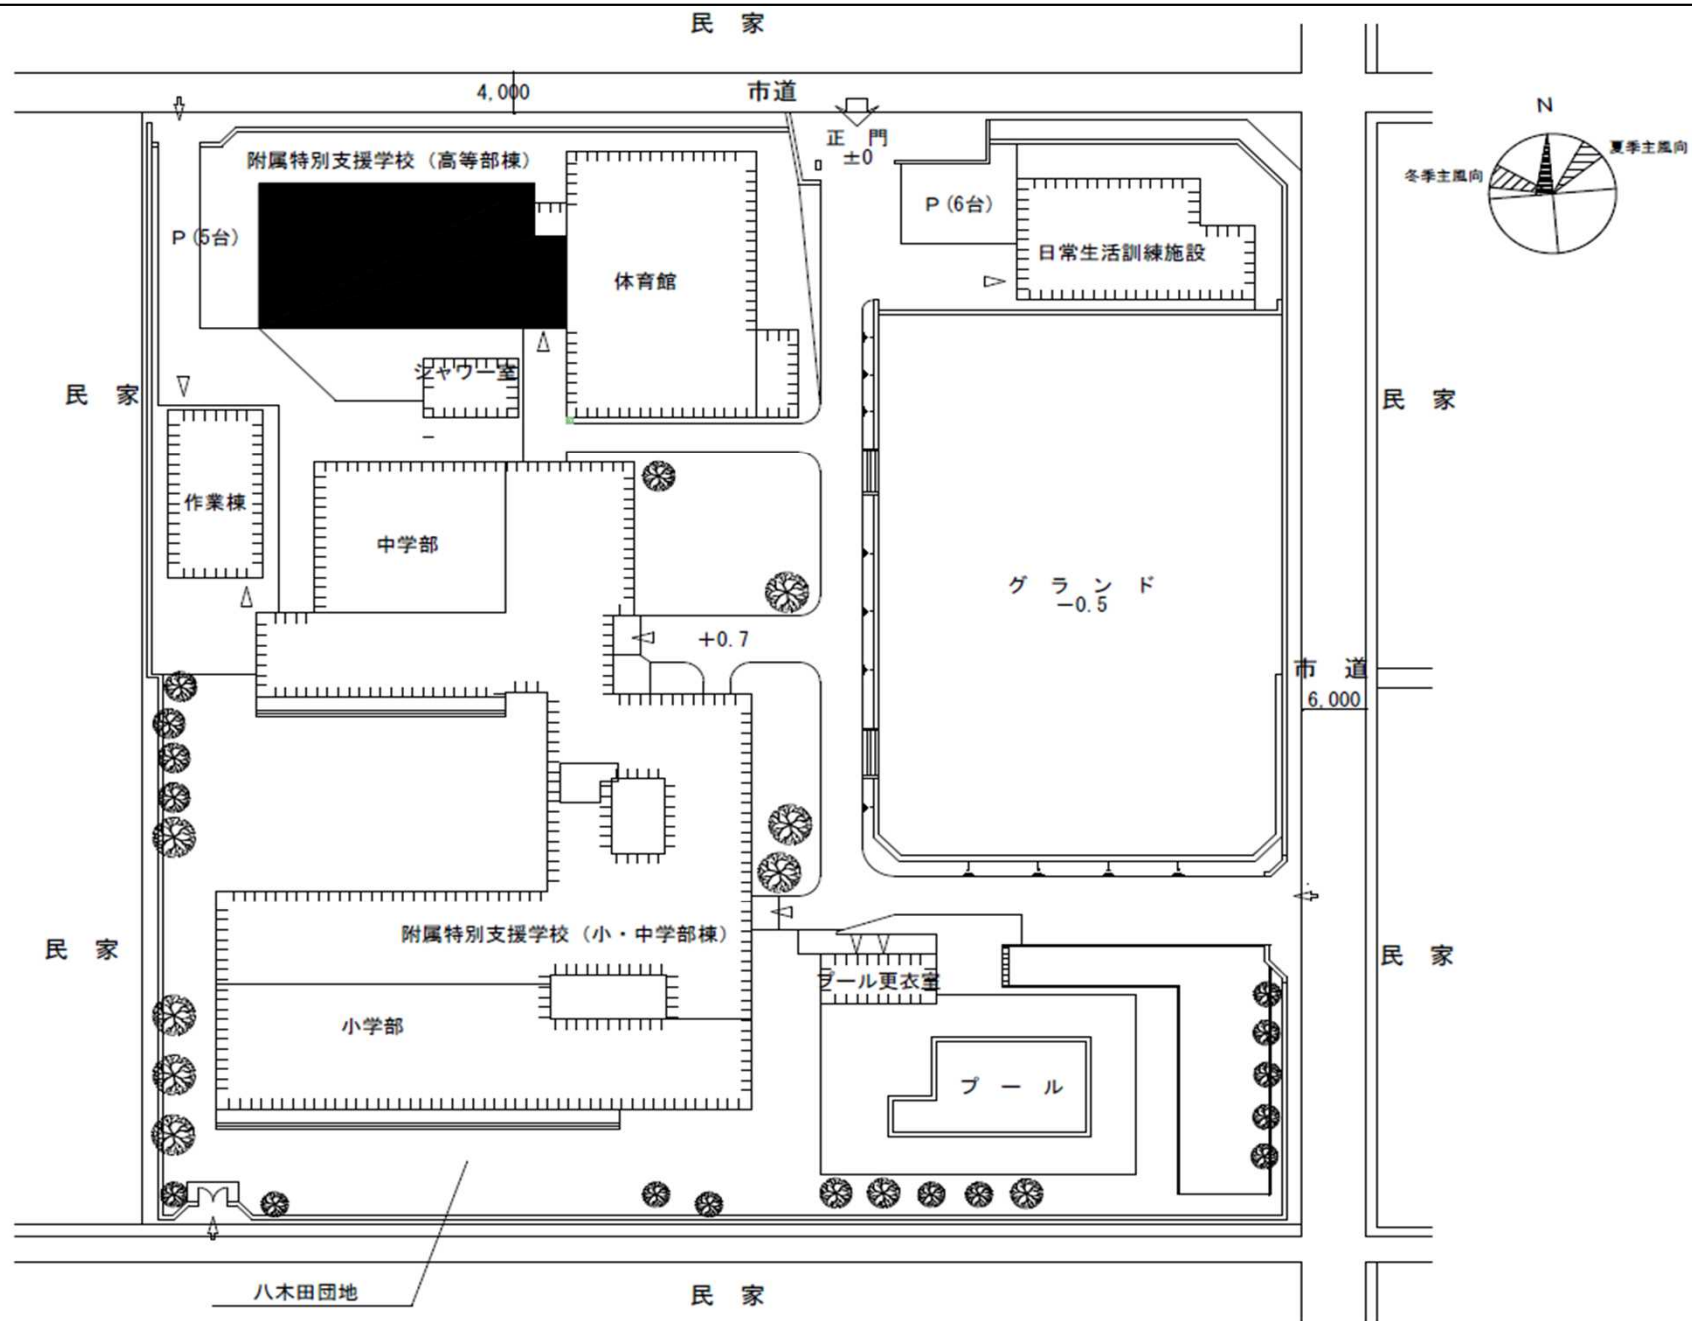 民 家
4,000
市道
正 門
±0
N
夏季主風向
冬季主風向
附属特別支援学校（高等部棟）
P(5台)
P(6台)
体育館
日常生活訓練施設
シャワー室
民 家
民 家
作業棟
中学部
グ ラ ン ド
−0.5
+0.7
市 道
6,000
附属特別支援学校（小・中学部棟）
民 家
民 家
プール更衣室
小学部
プ ー ル
八木田団地
民 家